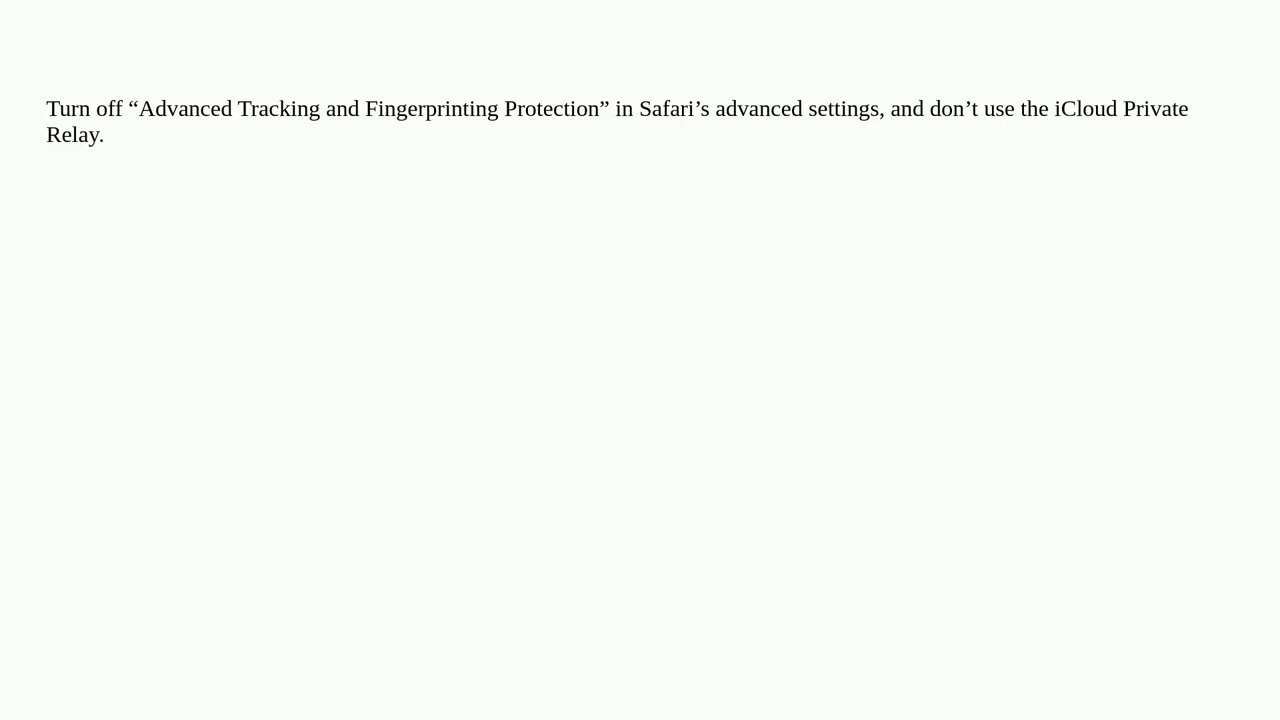 Turn off “Advanced Tracking and Fingerprinting Protection” in Safari’s advanced settings, and don’t use the iCloud Private
Relay.